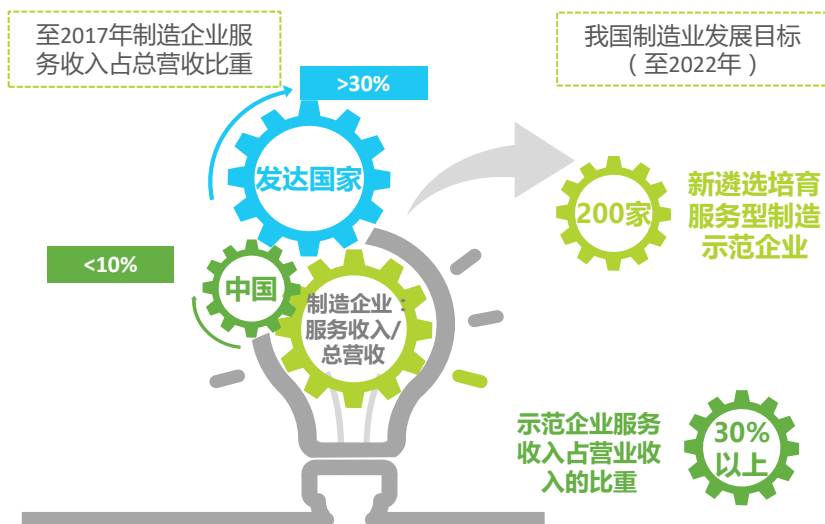 至2017年制造企业服
务收入占总营收比重
>30%
发达国家
<10%
中国
制造企业：
服务收入/
总营收
我国制造业发展目标
（至2022年）
200家
新遴选培育
服务型制造
示范企业
示范企业服务
收入占营业收
入的比重
30%
以上